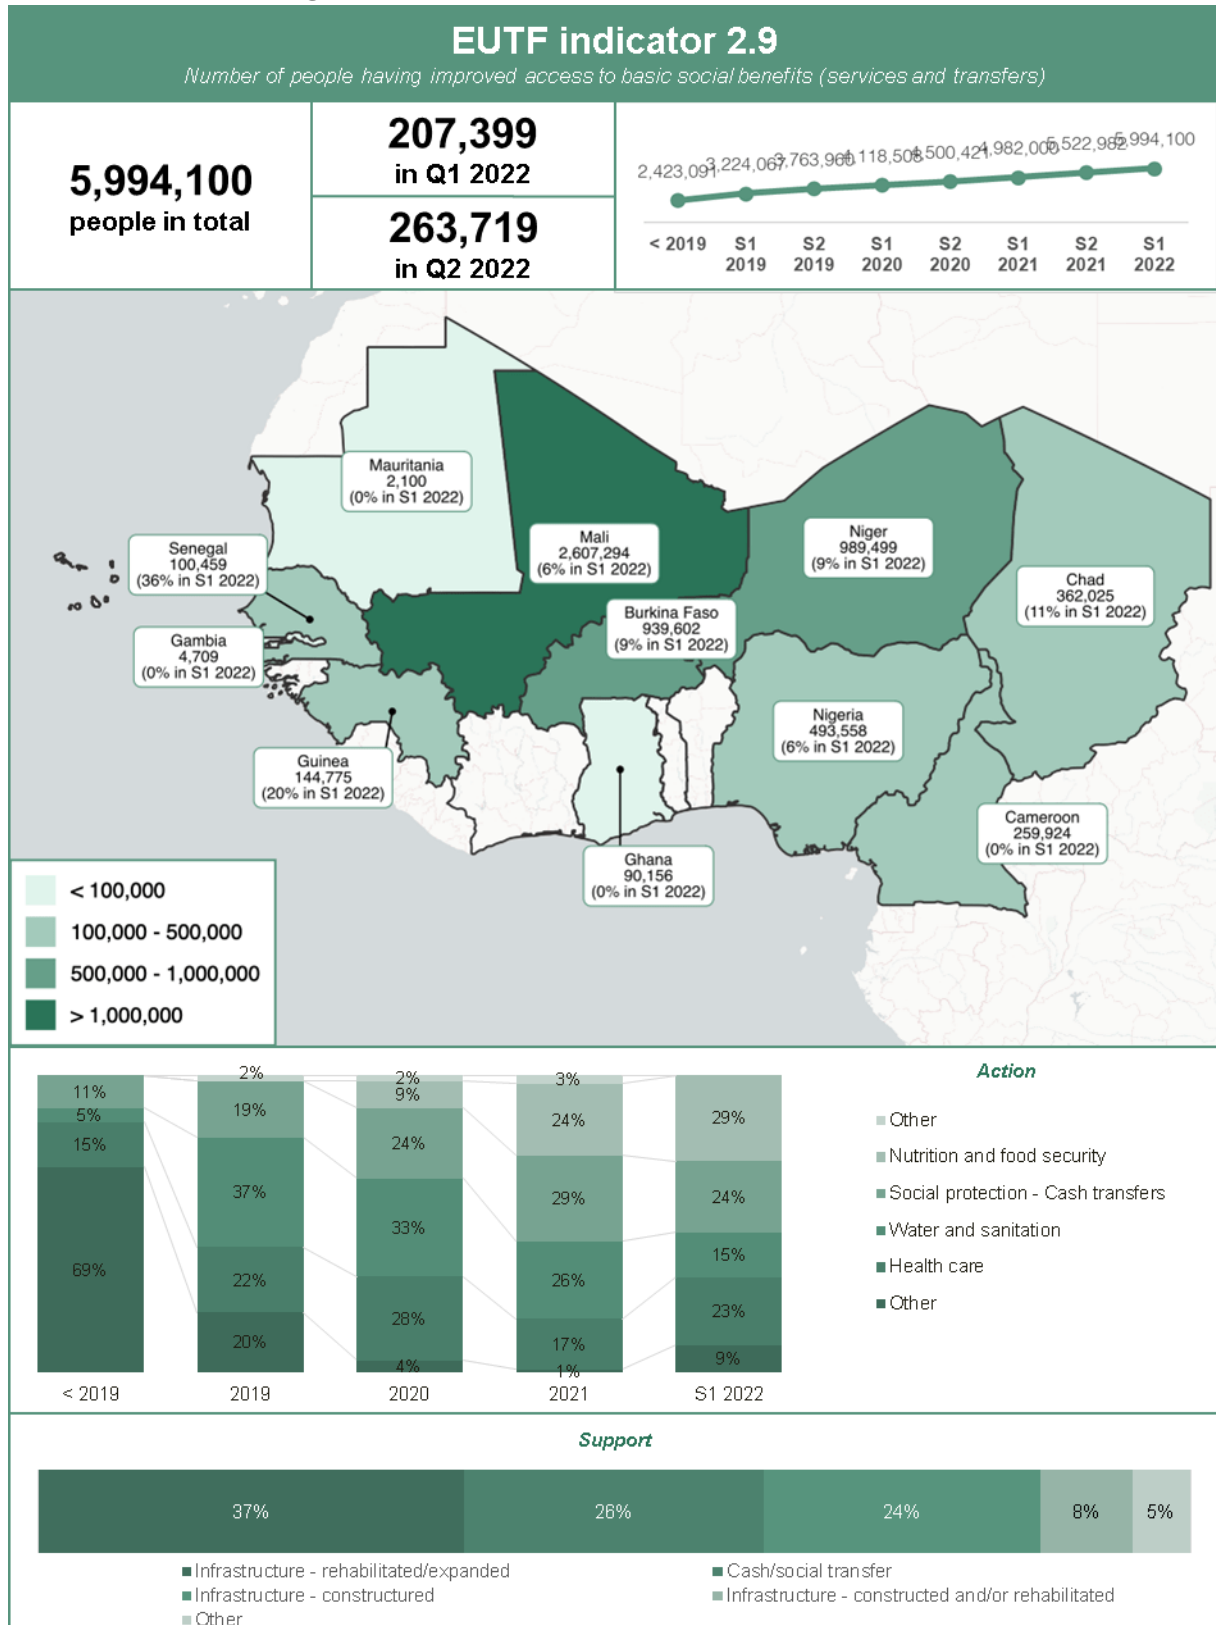 EUTF indicator 2.9
Number of people having improved access to basic social benefits (services and transfers)
5,994,100
people in total
207,399
in Q1 2022
263,719
in Q2 2022
2,423,091
3,224,067
3,763,960
4,118,508
4,500,421
4,982,000
5,522,982
5,994,100
< 2019
S1
2019
S2
2019
S1
2020
S2
2020
S1
2021
S2
2021
S1
2022
Mauritania
2,100
(0% in S1 2022)
Senegal
100,459
(36% in S1 2022)
Mali
2,607,294
(6% in S1 2022)
Niger
989,499
(9% in S1 2022)
Chad
362,025
(11% in S1 2022)
Gambia
4,709
(0% in S1 2022)
Burkina Faso
939,602
(9% in S1 2022)
Nigeria
493,558
(6% in S1 2022)
Guinea
144,775
(20% in S1 2022)
Cameroon
259,924
(0% in S1 2022)
Ghana
90,156
(0% in S1 2022)
< 100,000
100,000 - 500,000
500,000 - 1,000,000
> 1,000,000
11%
5%
15%
69%
< 2019
2%
19%
37%
22%
20%
2019
2%
9%
24%
33%
28%
4%
2020
3%
24%
29%
26%
17%
1%
2021
29%
24%
15%
23%
9%
S1 2022
Action
Other
Nutrition and food security
Social protection - Cash transfers
Water and sanitation
Health care
Other
Support
37%
26%
24%
8%
5%
Infrastructure - rehabilitated/expanded
Cash/social transfer
Infrastructure - constructured
Infrastructure - constructed and/or rehabilitated
Other